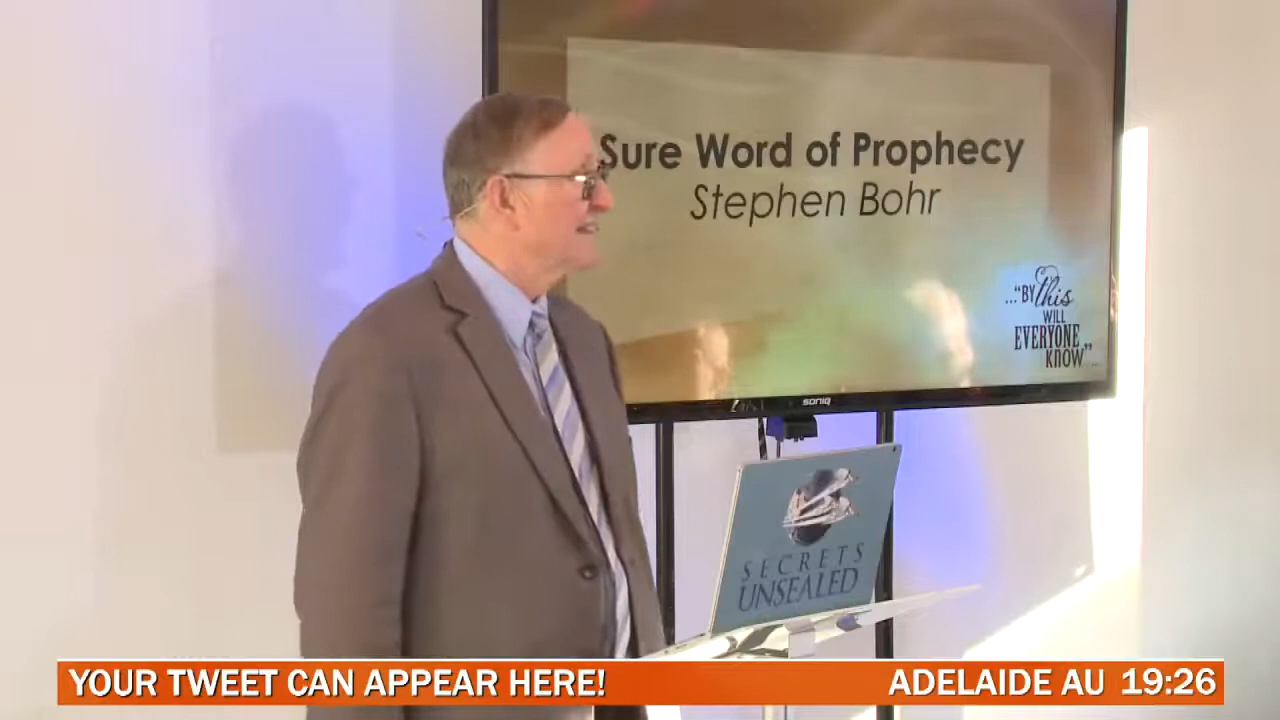 Sure Word of Prophecy
Stephen Bohr
..."BY this
WILL
EVERYONE
KNOW"...
soniq
SECRETS
UNSEALED
YOUR TWEET CAN APPEAR HERE!
ADELAIDE AU 19:26